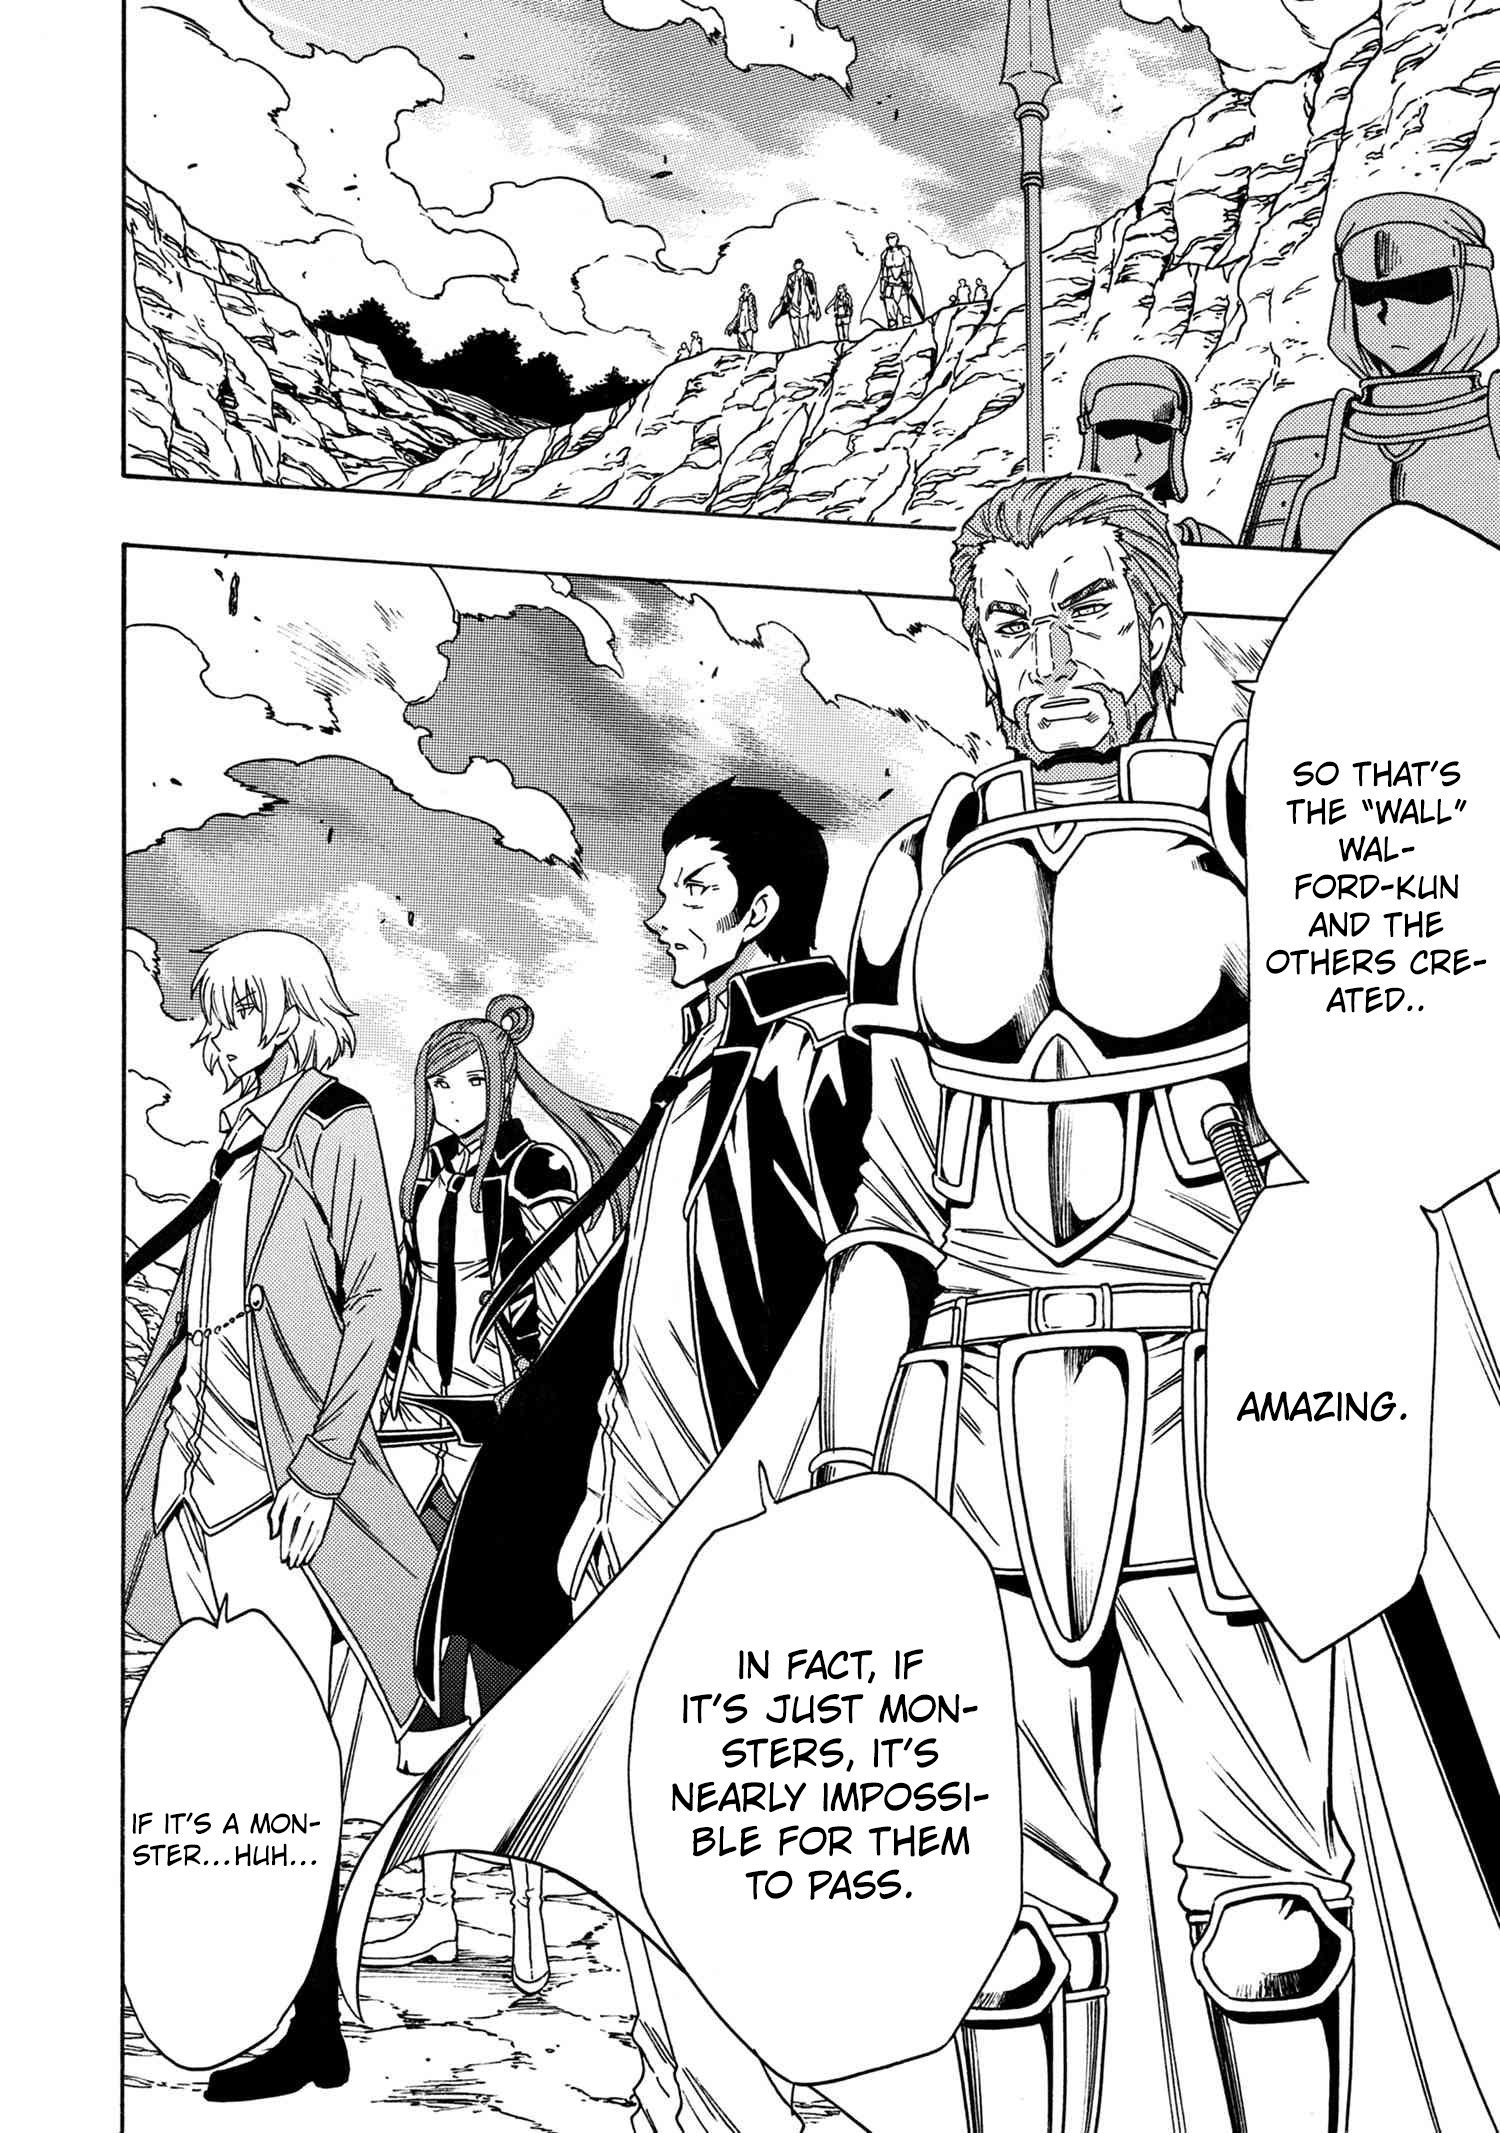 SO THAT'S
THE "WALL"
WAL-
FORD-KUN
AND THE
OTHERS CRE-
ATED..
AMAZING.
IN FACT, IF
IT'S JUST MON-
STERS, IT'S
NEARLY IMPOSSI-
BLE FOR THEM
TO PASS.
IF IT'S A MON-
STER...HUH...